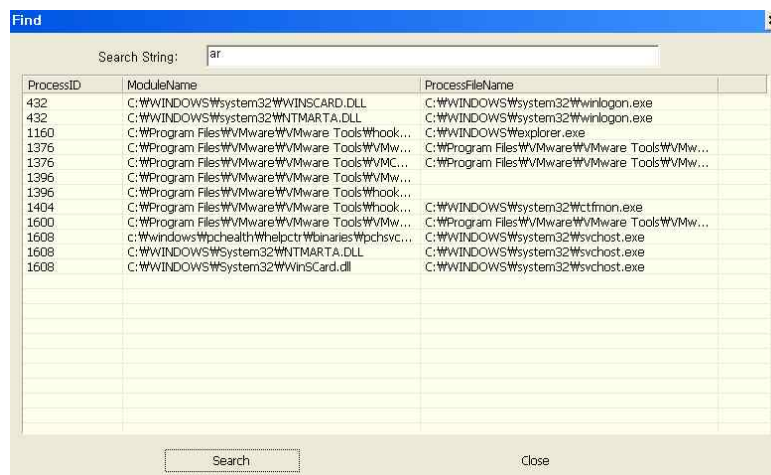 Find
Search String: ar
ProcessID ModuleName ProcessFileName
432 C:₩WINDOWS₩system32₩WINSCARD.DLL C:₩WINDOWS₩system32₩winlogon.exe
432 C:₩WINDOWS₩system32₩NTMARTA.DLL C:₩WINDOWS₩system32₩winlogon.exe
1160 C:₩Program Files₩VMware₩VMware Tools₩hook... C:₩WINDOWS₩explorer.exe
1376 C:₩Program Files₩VMware₩VMware Tools₩VMw... C:₩Program Files₩VMware₩VMware Tools₩VMw...
1376 C:₩Program Files₩VMware₩VMware Tools₩VMC... C:₩Program Files₩VMware₩VMware Tools₩VMw...
1396 C:₩Program Files₩VMware₩VMware Tools₩VMw...
1396 C:₩Program Files₩VMware₩VMware Tools₩hook...
1404 C:₩Program Files₩VMware₩VMware Tools₩hook... C:₩WINDOWS₩system32₩ctfmon.exe
1600 C:₩Program Files₩VMware₩VMware Tools₩VMw... C:₩Program Files₩VMware₩VMware Tools₩VMw...
1608 c:₩windows₩pchealth₩helpctr₩binaries₩pchsvc... C:₩WINDOWS₩System32₩svchost.exe
1608 C:₩WINDOWS₩System32₩NTMARTA.DLL C:₩WINDOWS₩System32₩svchost.exe
1608 C:₩WINDOWS₩System32₩WinSCard.dll C:₩WINDOWS₩System32₩svchost.exe
Search Close